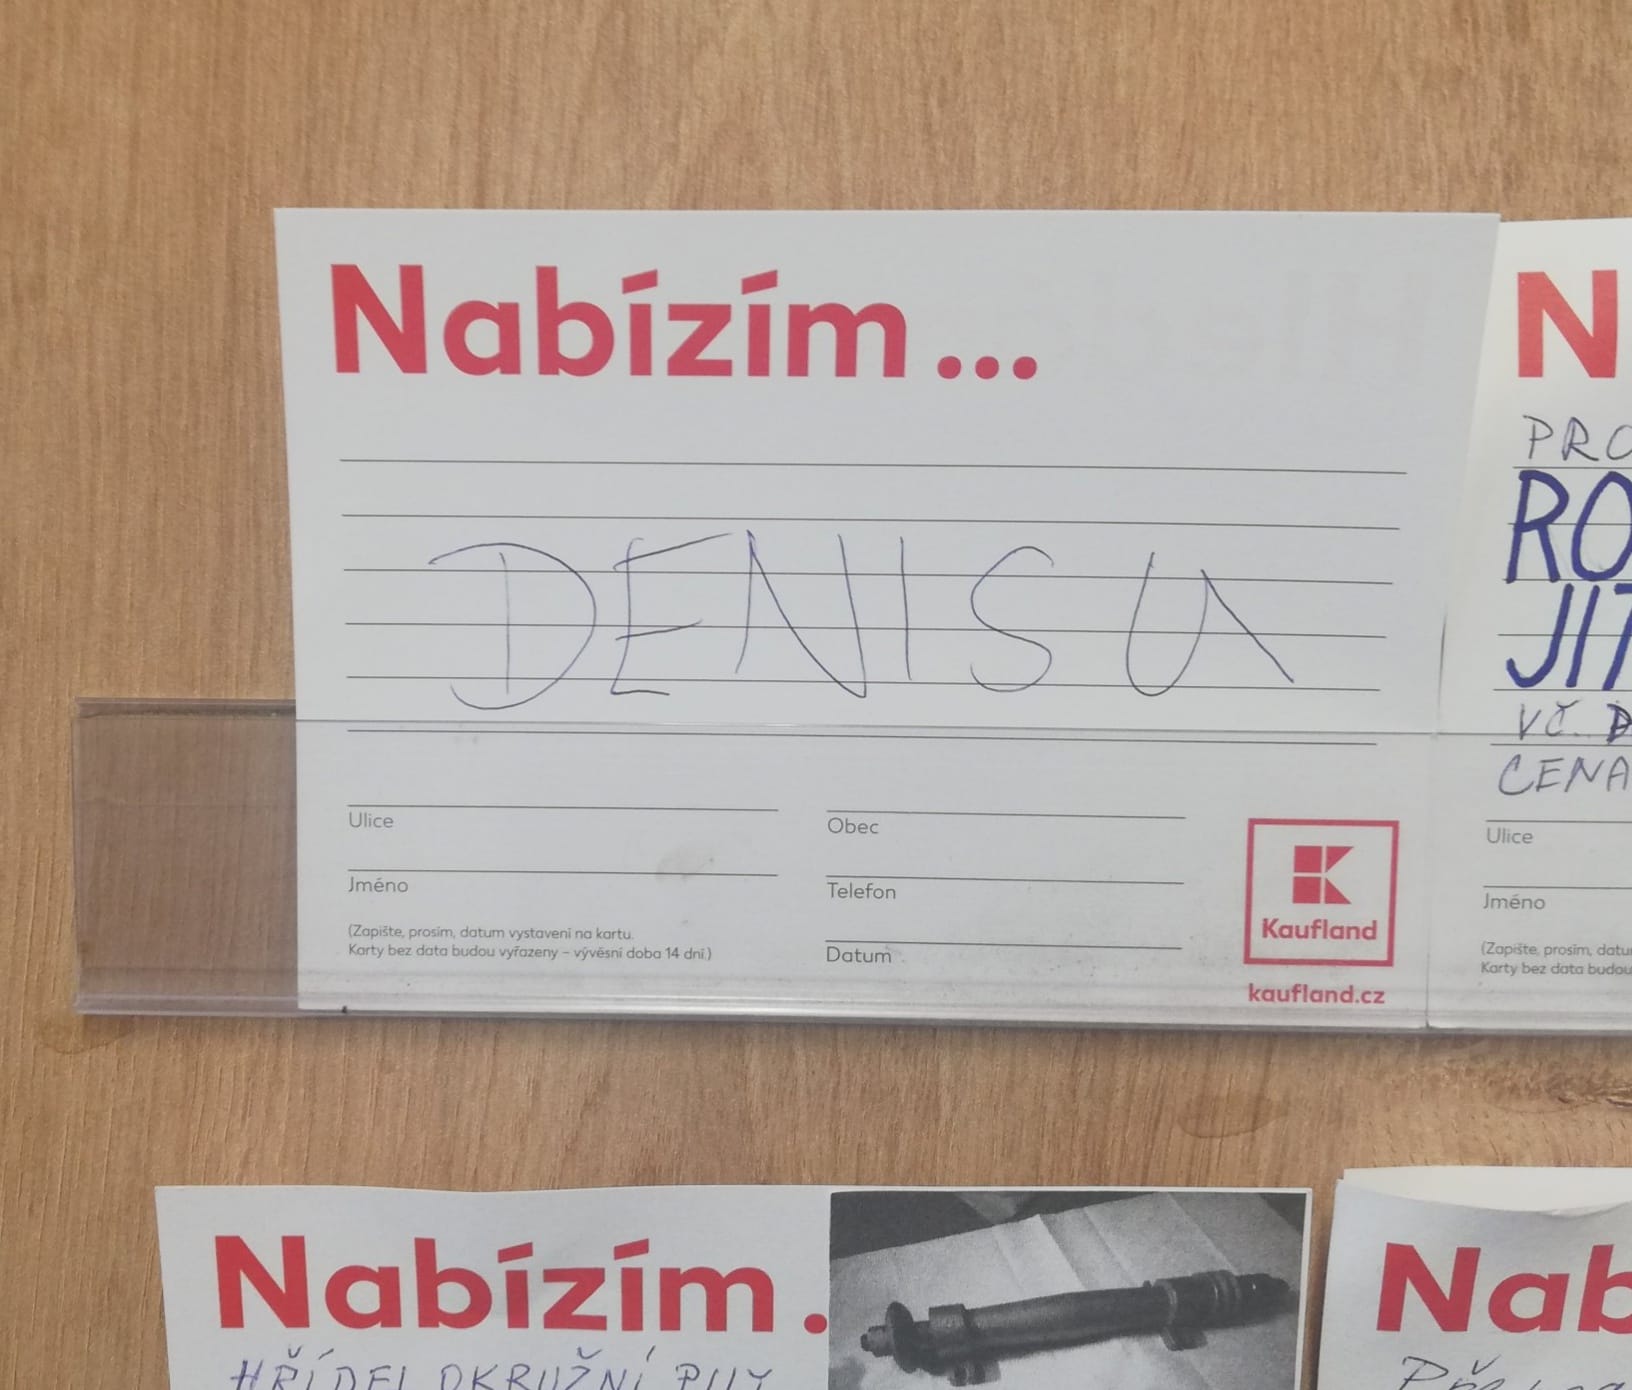 Nabízím...
DENISU
Ulice
Obec
Jméno
Telefon
(Zapište, prosím, datum vystavení na kartu.
Karty bez data budou vyřazeny – vývěsní doba 14 dní.)
Datum
Kaufland
kaufland.cz
N
PRO
RO
JIT
VČ.
CENA
Ulice
Jméno
(Zapište, prosím, datu
Karty bez data budou
Nabízím.
HŘÍDEL OKRUŽNÍ PILY
Nab